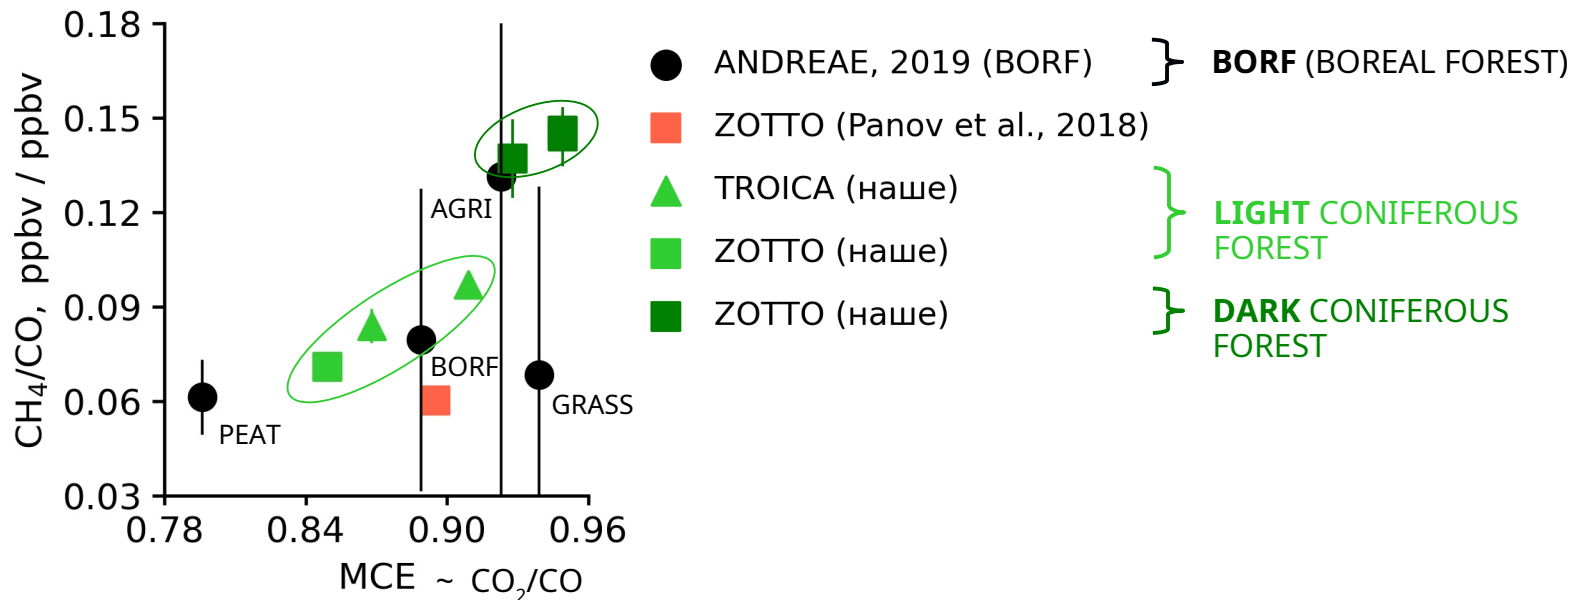 0.18
0.15
0.12
0.09
0.06
0.03
CH4/CO, ppbv / ppbv
0.78 0.84 0.90 0.96
MCE ~ CO2/CO
AGRI
BORF
GRASS
PEAT
ANDREAE, 2019 (BORF)
ZOTTO (Panov et al., 2018)
TROICA (наше)
ZOTTO (наше)
ZOTTO (наше)
BORF (BOREAL FOREST)
LIGHT CONIFEROUS
FOREST
DARK CONIFEROUS
FOREST